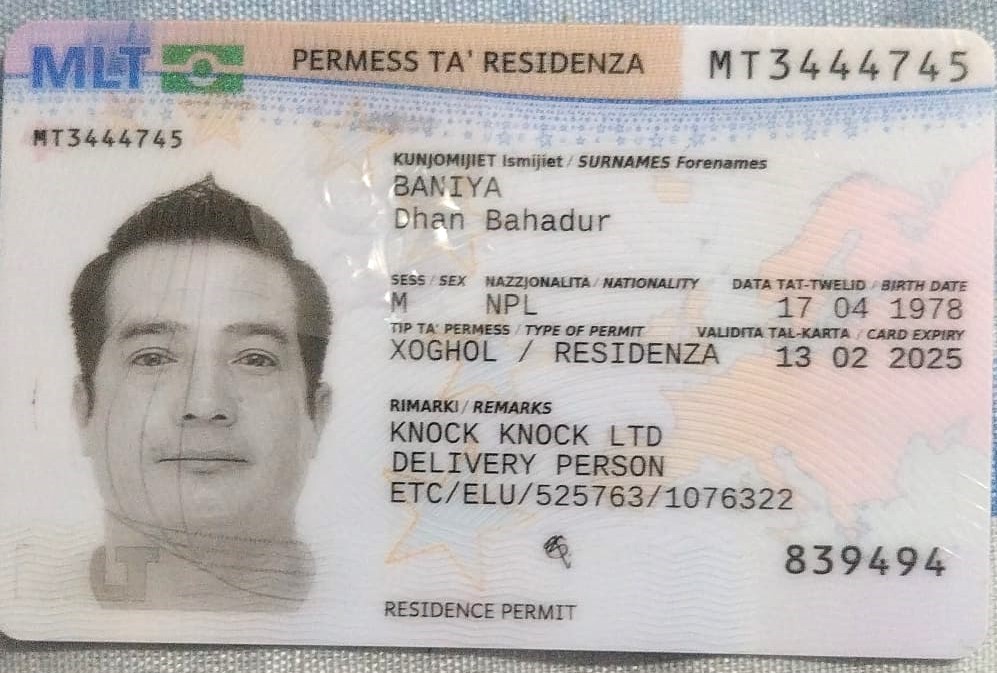 MLT
PERMESS TA' RESIDENZA
MT3444745
MT3444745
KUNJOMIJIET Ismijiet / SURNAMES Forenames
BANIYA
Dhan Bahadur
SESS / SEX NAZZJONALITA / NATIONALITY DATA TAT-TWELID / BIRTH DATE
M NPL 17 04 1978
TIP TA' PERMESS / TYPE OF PERMIT VALIDITA TAL-KARTA / CARD EXPIRY
XOGHOL / RESIDENZA 13 02 2025
RIMARKI / REMARKS
KNOCK KNOCK LTD
DELIVERY PERSON
ETC/ELU/525763/1076322
839494
RESIDENCE PERMIT